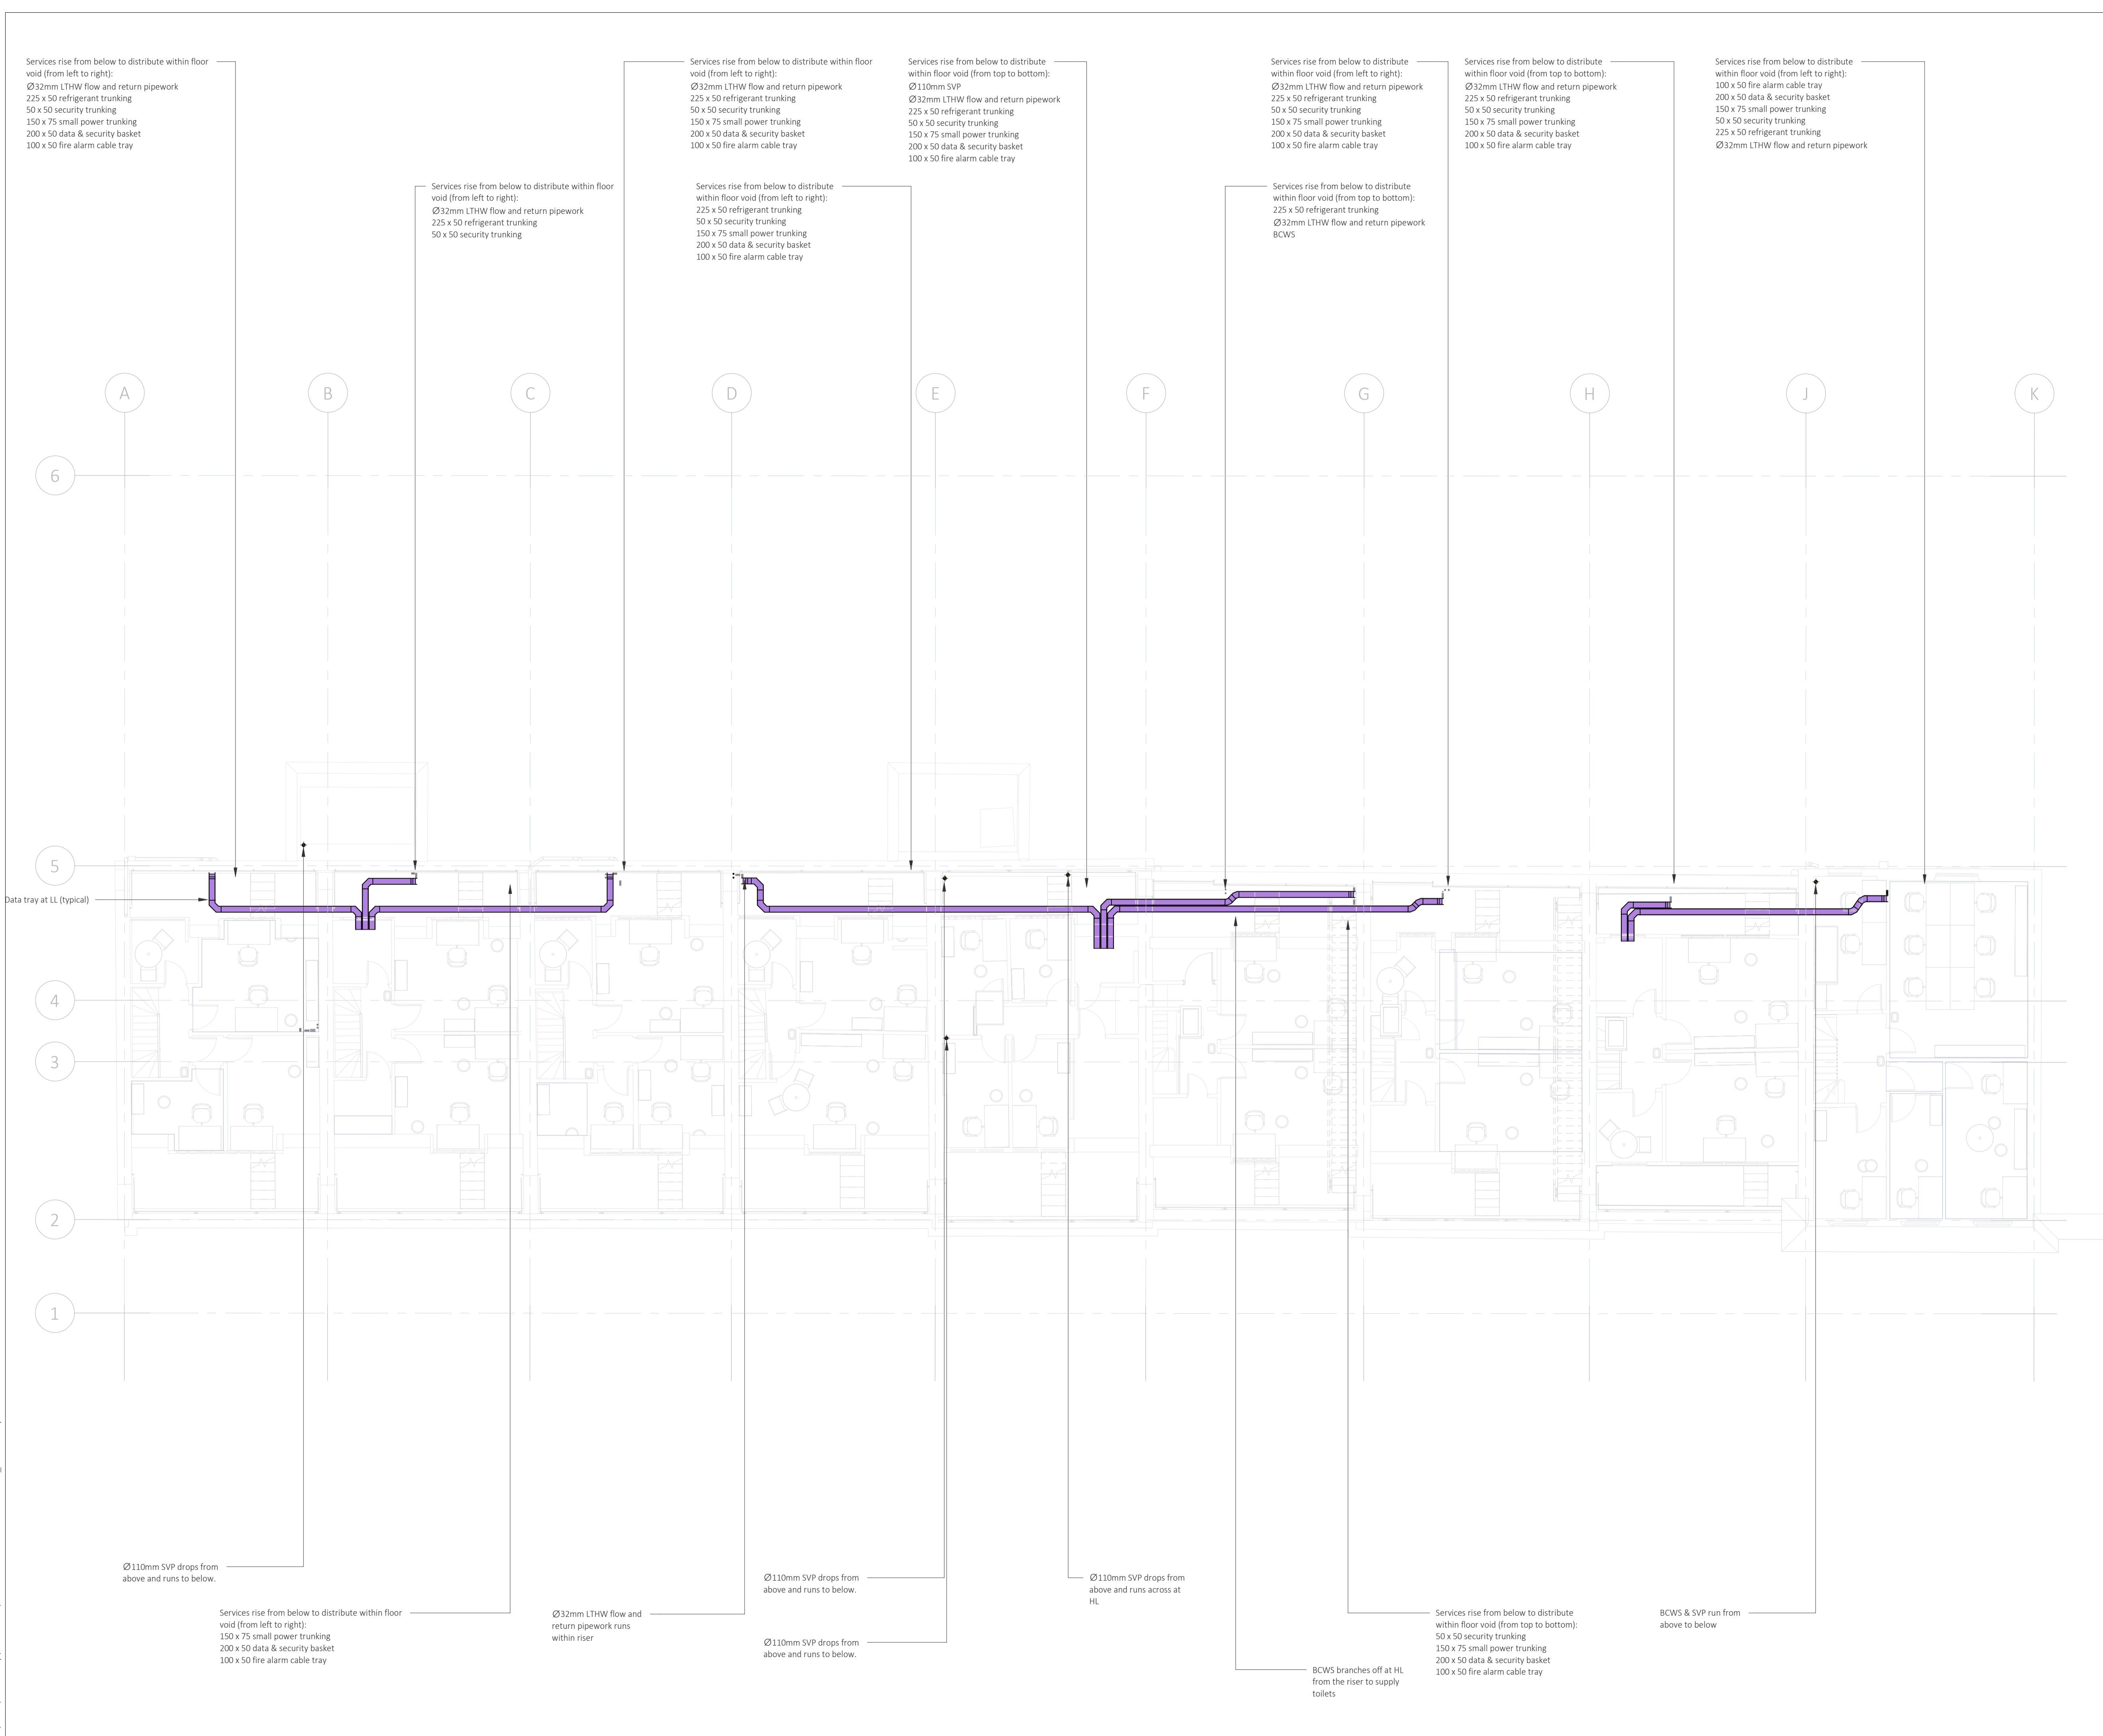 Services rise from below to distribute within floor
void (from left to right):
Ø32mm LTHW flow and return pipework
225 x 50 refrigerant trunking
50 x 50 security trunking
150 x 75 small power trunking
200 x 50 data & security basket
100 x 50 fire alarm cable tray
Services rise from below to distribute within floor
void (from left to right):
Ø32mm LTHW flow and return pipework
225 x 50 refrigerant trunking
50 x 50 security trunking
150 x 75 small power trunking
200 x 50 data & security basket
100 x 50 fire alarm cable tray
Services rise from below to distribute
within floor void (from top to bottom):
Ø110mm SVP
Ø32mm LTHW flow and return pipework
225 x 50 refrigerant trunking
50 x 50 security trunking
150 x 75 small power trunking
200 x 50 data & security basket
100 x 50 fire alarm cable tray
Services rise from below to distribute
within floor void (from left to right):
Ø32mm LTHW flow and return pipework
225 x 50 refrigerant trunking
50 x 50 security trunking
150 x 75 small power trunking
200 x 50 data & security basket
100 x 50 fire alarm cable tray
Services rise from below to distribute
within floor void (from top to bottom):
Ø32mm LTHW flow and return pipework
225 x 50 refrigerant trunking
50 x 50 security trunking
150 x 75 small power trunking
200 x 50 data & security basket
100 x 50 fire alarm cable tray
Services rise from below to distribute
within floor void (from left to right):
100 x 50 fire alarm cable tray
200 x 50 data & security basket
150 x 75 small power trunking
50 x 50 security trunking
225 x 50 refrigerant trunking
Ø32mm LTHW flow and return pipework
Services rise from below to distribute within floor
void (from left to right):
Ø32mm LTHW flow and return pipework
225 x 50 refrigerant trunking
50 x 50 security trunking
Services rise from below to distribute
within floor void (from left to right):
225 x 50 refrigerant trunking
50 x 50 security trunking
150 x 75 small power trunking
200 x 50 data & security basket
100 x 50 fire alarm cable tray
Services rise from below to distribute
within floor void (from top to bottom):
225 x 50 refrigerant trunking
Ø32mm LTHW flow and return pipework
BCWS
A
B
C
D
E
F
G
H
J
K
6
5
Data tray at LL (typical)
4
3
2
1
Ø110mm SVP drops from
above and runs to below.
Services rise from below to distribute within floor
void (from left to right):
150 x 75 small power trunking
200 x 50 data & security basket
100 x 50 fire alarm cable tray
Ø32mm LTHW flow and
return pipework runs
within riser
Ø110mm SVP drops from
above and runs to below.
Ø110mm SVP drops from
above and runs to below.
Ø110mm SVP drops from
above and runs across at
HL
BCWS branches off at HL
from the riser to supply
toilets
Services rise from below to distribute
within floor void (from top to bottom):
50 x 50 security trunking
150 x 75 small power trunking
200 x 50 data & security basket
100 x 50 fire alarm cable tray
BCWS & SVP run from
above to below